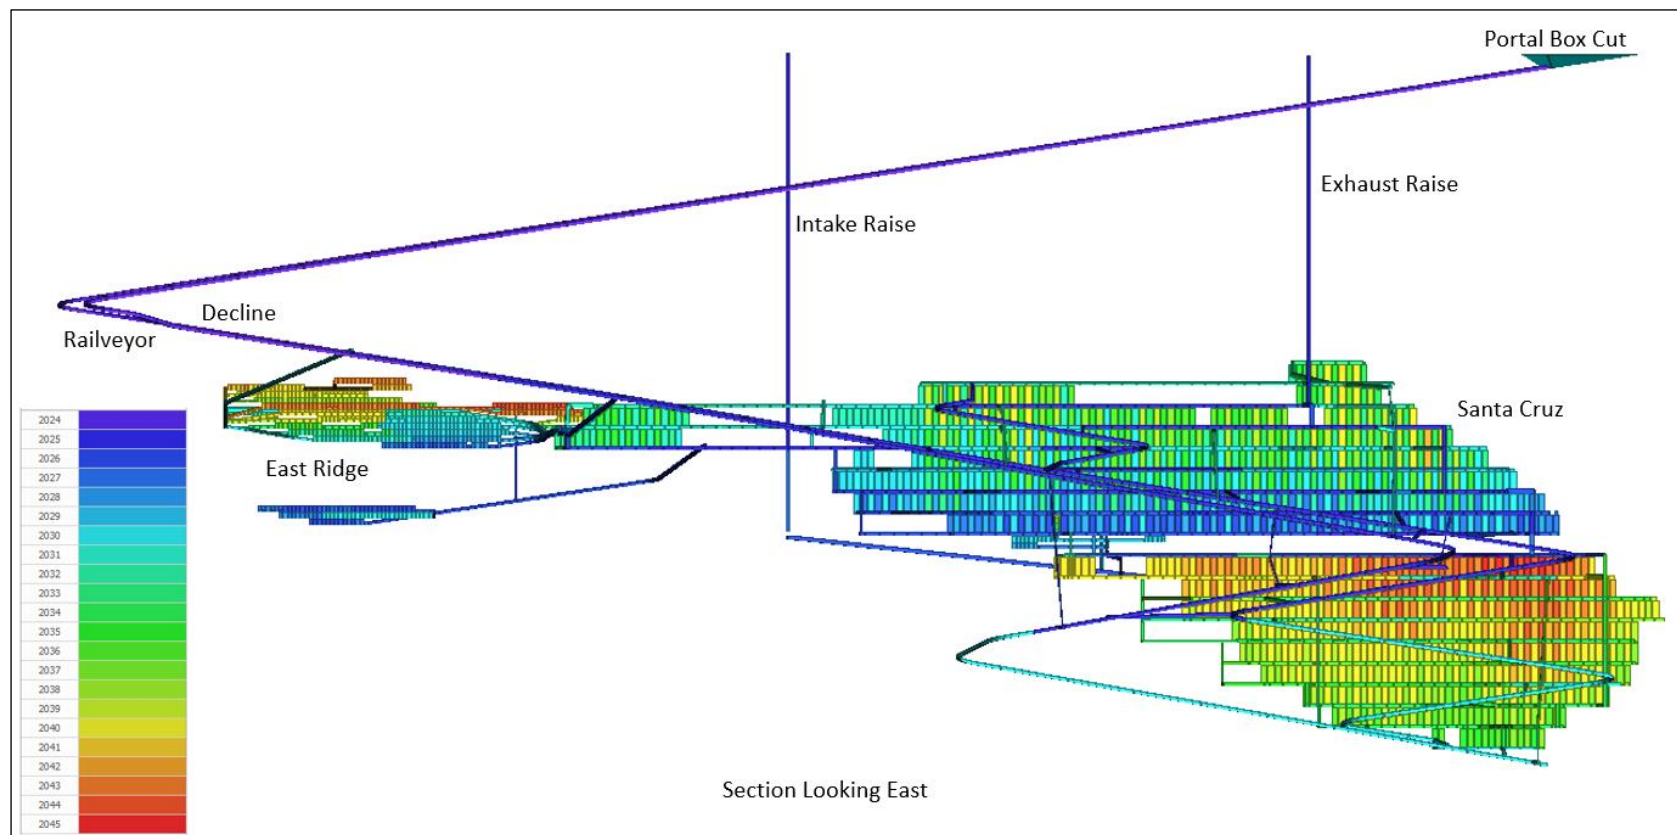 Portal Box Cut
Exhaust Raise
Intake Raise
Decline
Railveyor
Santa Cruz
East Ridge
2024
2025
2026
2027
2028
2029
2030
2031
2032
2033
2034
2035
2036
2037
2038
2039
2040
2041
2042
2043
2044
2045
Section Looking East